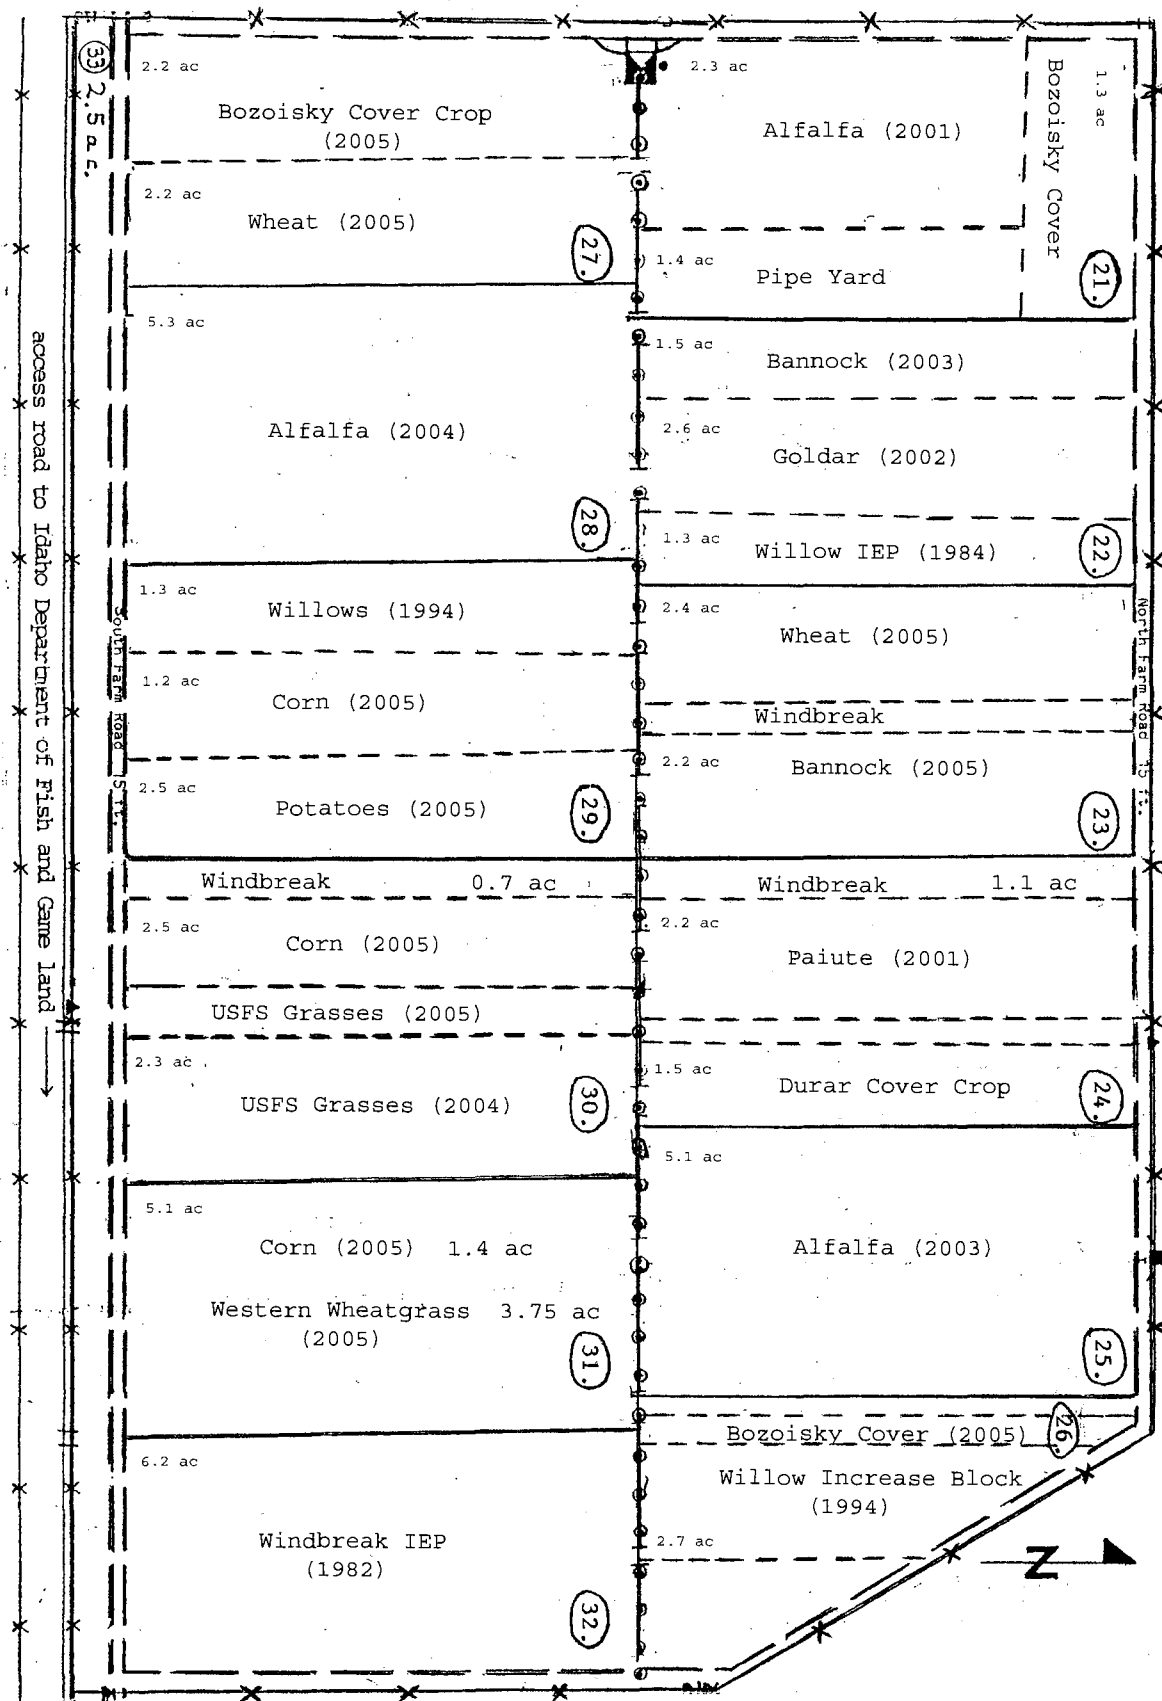 33 2.5 ac.
2.2 ac
Bozoisky Cover Crop
(2005)
2.2 ac
Wheat (2005)
27.
5.3 ac
Alfalfa (2004)
28.
1.3 ac
Willows (1994)
1.2 ac
Corn (2005)
2.5 ac
Potatoes (2005)
29.
Windbreak 0.7 ac
2.5 ac
Corn (2005)
USFS Grasses (2005)
2.3 ac
USFS Grasses (2004)
30.
5.1 ac
Corn (2005) 1.4 ac
Western Wheatgrass 3.75 ac
(2005)
31.
6.2 ac
Windbreak IEP
(1982)
32.
2.3 ac
Alfalfa (2001)
1.3 ac
Bozoisky Cover
1.4 ac
Pipe Yard
21.
1.5 ac
Bannock (2003)
2.6 ac
Goldar (2002)
1.3 ac
Willow IEP (1984)
22.
2.4 ac
Wheat (2005)
Windbreak
2.2 ac
Bannock (2005)
23.
Windbreak 1.1 ac
2.2 ac
Paiute (2001)
1.5 ac
Durar Cover Crop
24.
5.1 ac
Alfalfa (2003)
25.
Bozoisky Cover (2005)
26.
Willow Increase Block
(1994)
2.7 ac
N
access road to Idaho Department of Fish and Game land
South Farm Road 15 ft.
North Farm Road 15 ft.